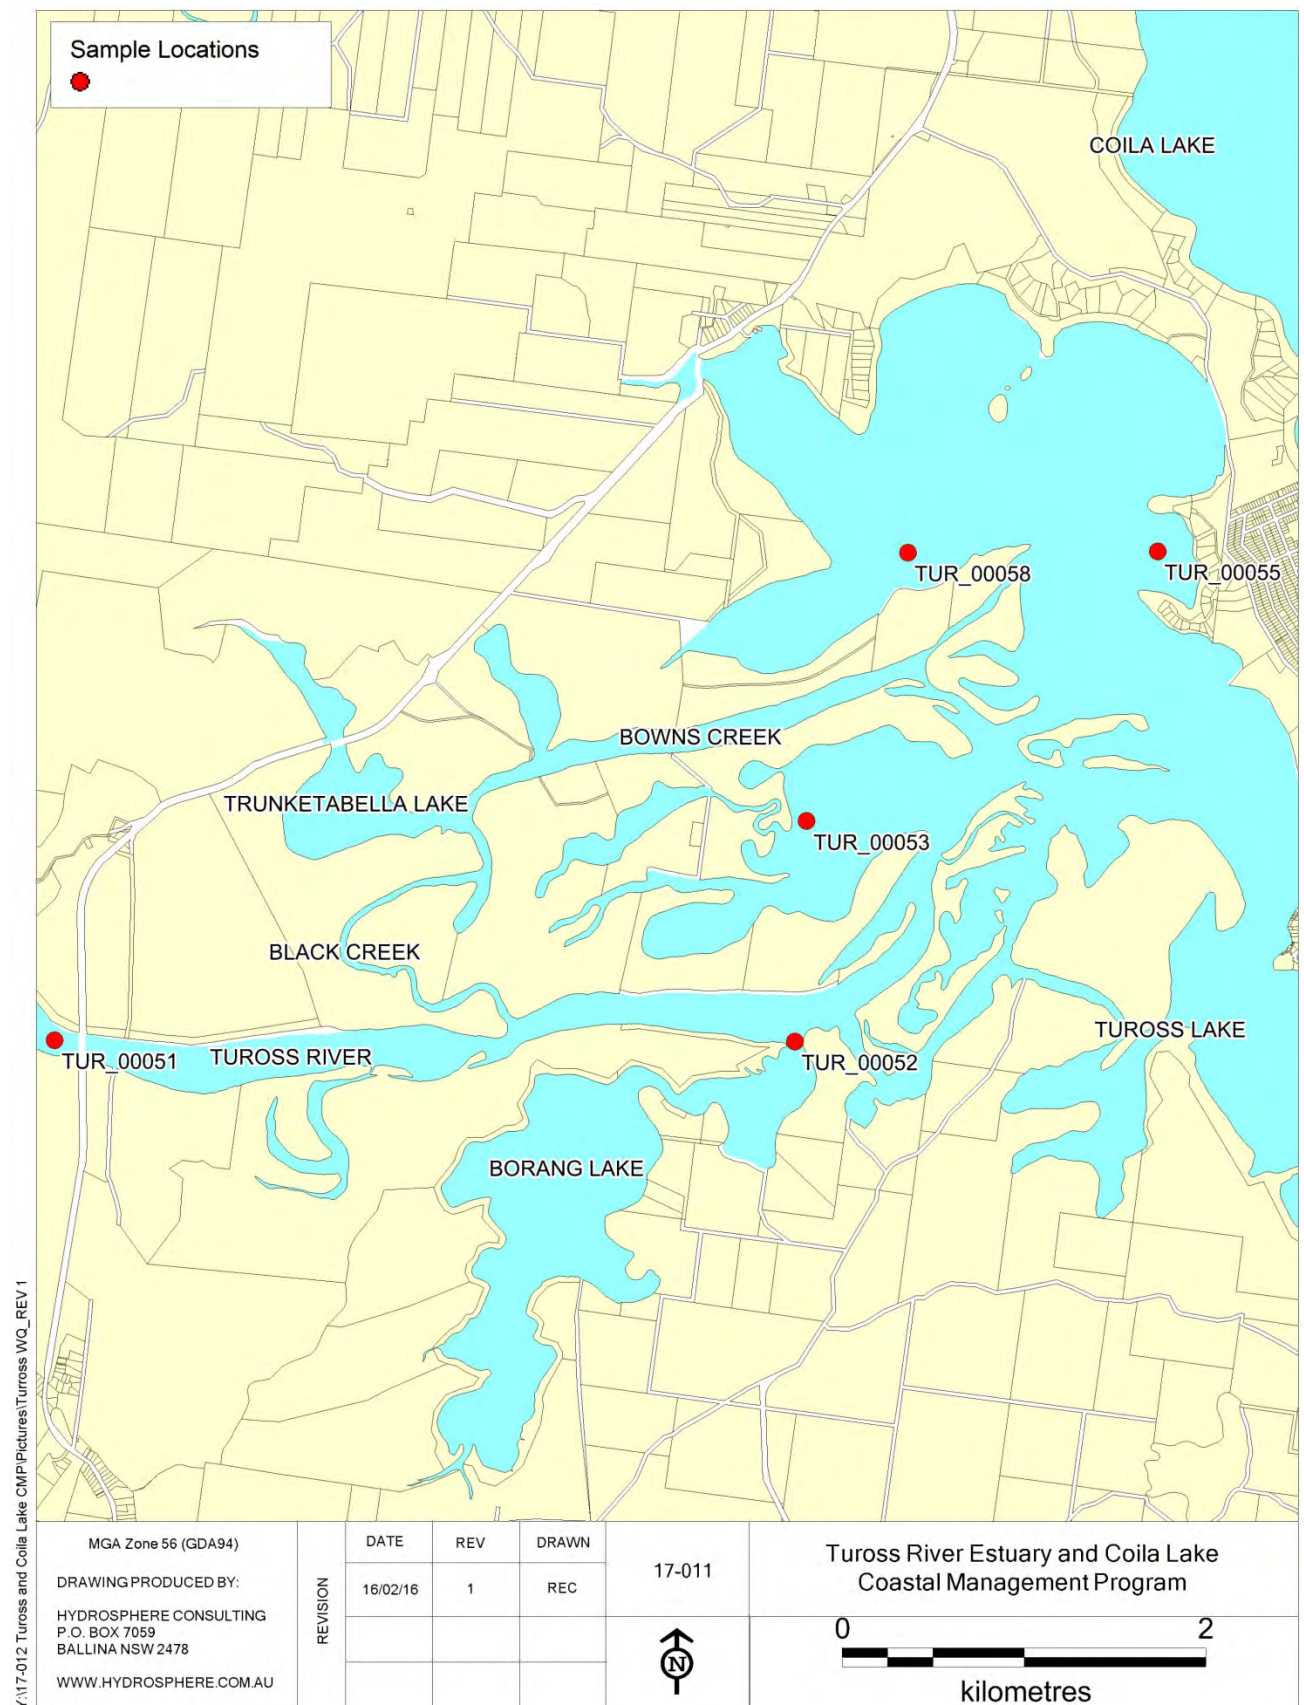 Sample Locations
COILA LAKE
TUR_00058
TUR_00055
BOWNS CREEK
TRUNKETABELLA LAKE
TUR_00053
BLACK CREEK
TUROSS LAKE
TUR_00051
TUROSS RIVER
TUR_00052
BORANG LAKE
Y:\17-012 Tuross and Coila Lake CMP\Pictures\Turross WQ_REV 1
MGA Zone 56 (GDA94)
DRAWING PRODUCED BY:
HYDROSPHERE CONSULTING
P.O. BOX 7059
BALLINA NSW 2478
WWW.HYDROSPHERE.COM.AU
REVISION
DATE REV DRAWN
16/02/16 1 REC
17-011
N
Tuross River Estuary and Coila Lake
Coastal Management Program
0 2
kilometres